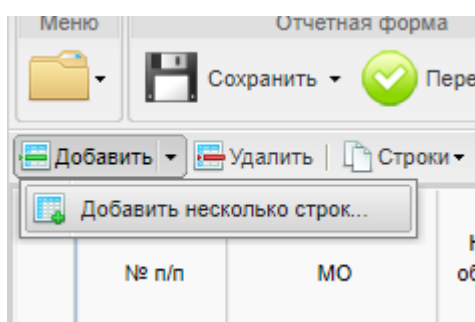 Меню Отчетная форма
Сохранить
Добавить Удалить Строки
Добавить несколько строк...
№ п/п МО